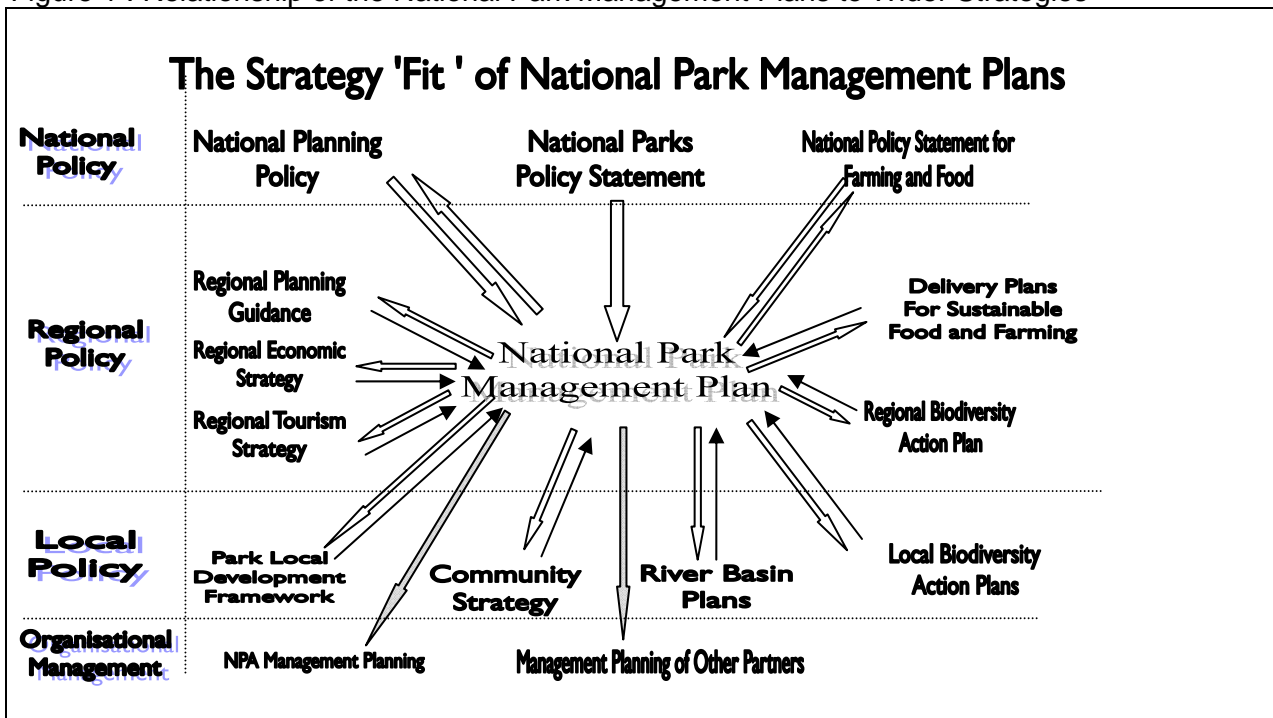 Figure 1 : Relationship of the National Park Management Plans to Wider Strategies
The Strategy 'Fit ' of National Park Management Plans
National
Policy
National Planning
Policy
National Parks
Policy Statement
National Policy Statement for
Farming and Food
Regional
Policy
Regional Planning
Guidance
Regional Economic
Strategy
Regional Tourism
Strategy
National Park
Management Plan
Delivery Plans
For Sustainable
Food and Farming
Regional Biodiversity
Action Plan
Local
Policy
Park Local
Development
Framework
Community
Strategy
River Basin
Plans
Local Biodiversity
Action Plans
Organisational
Management
NPA Management Planning
Management Planning of Other Partners